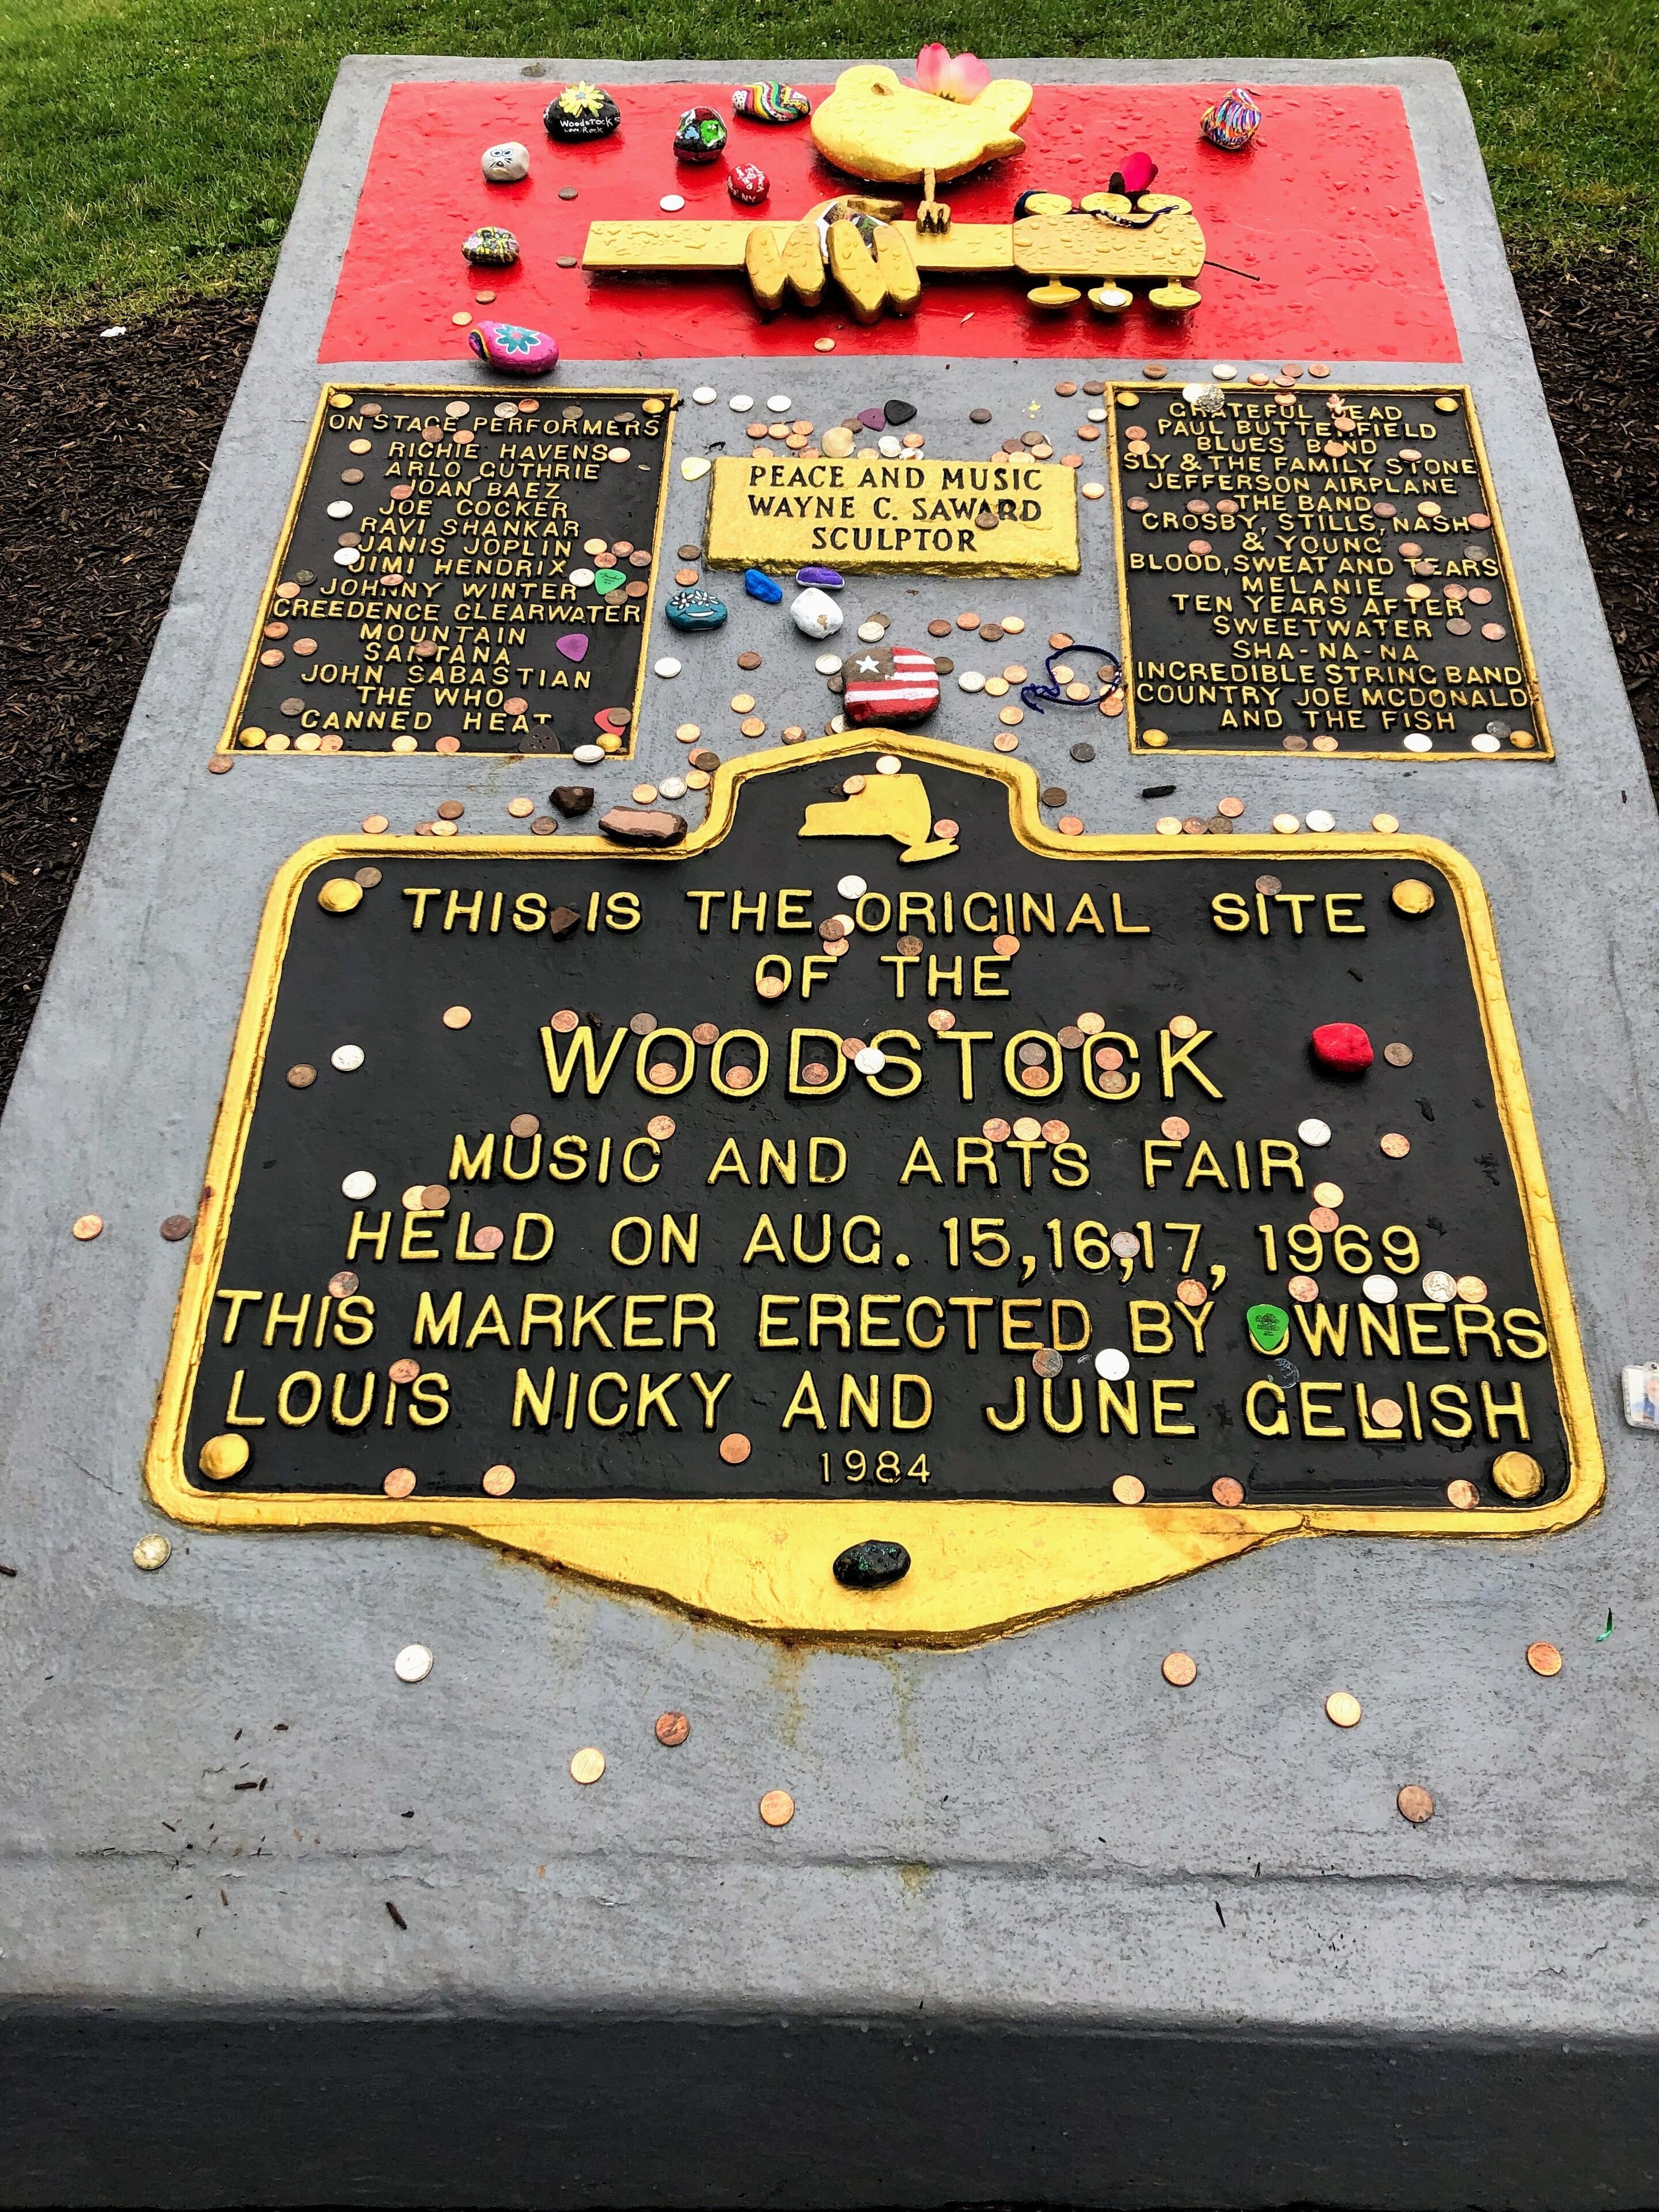 WOODSTOCK
LOVE ROCK
NY
ON STAGE PERFORMERS
RICHIE HAVENS
ARLO GUTHRIE
JOAN BAEZ
JOE COCKER
RAVI SHANKAR
JANIS JOPLIN
JIMI HENDRIX
JOHNNY WINTER
CREEDENCE CLEARWATER
MOUNTAIN
SANTANA
JOHN SABASTIAN
THE WHO
CANNED HEAT
PEACE AND MUSIC
WAYNE C. SAWARD
SCULPTOR
GRATEFUL DEAD
PAUL BUTTERFIELD
BLUES BAND
SLY & THE FAMILY STONE
JEFFERSON AIRPLANE
THE BAND
CROSBY, STILLS, NASH
& YOUNG
BLOOD, SWEAT AND TEARS
MELANIE
TEN YEARS AFTER
SWEETWATER
SHA-NA-NA
INCREDIBLE STRING BAND
COUNTRY JOE MCDONALD
AND THE FISH
THIS IS THE ORIGINAL SITE
OF THE
WOODSTOCK
MUSIC AND ARTS FAIR
HELD ON AUG. 15,16,17, 1969
THIS MARKER ERECTED BY OWNERS
LOUIS NICKY AND JUNE GELISH
1984